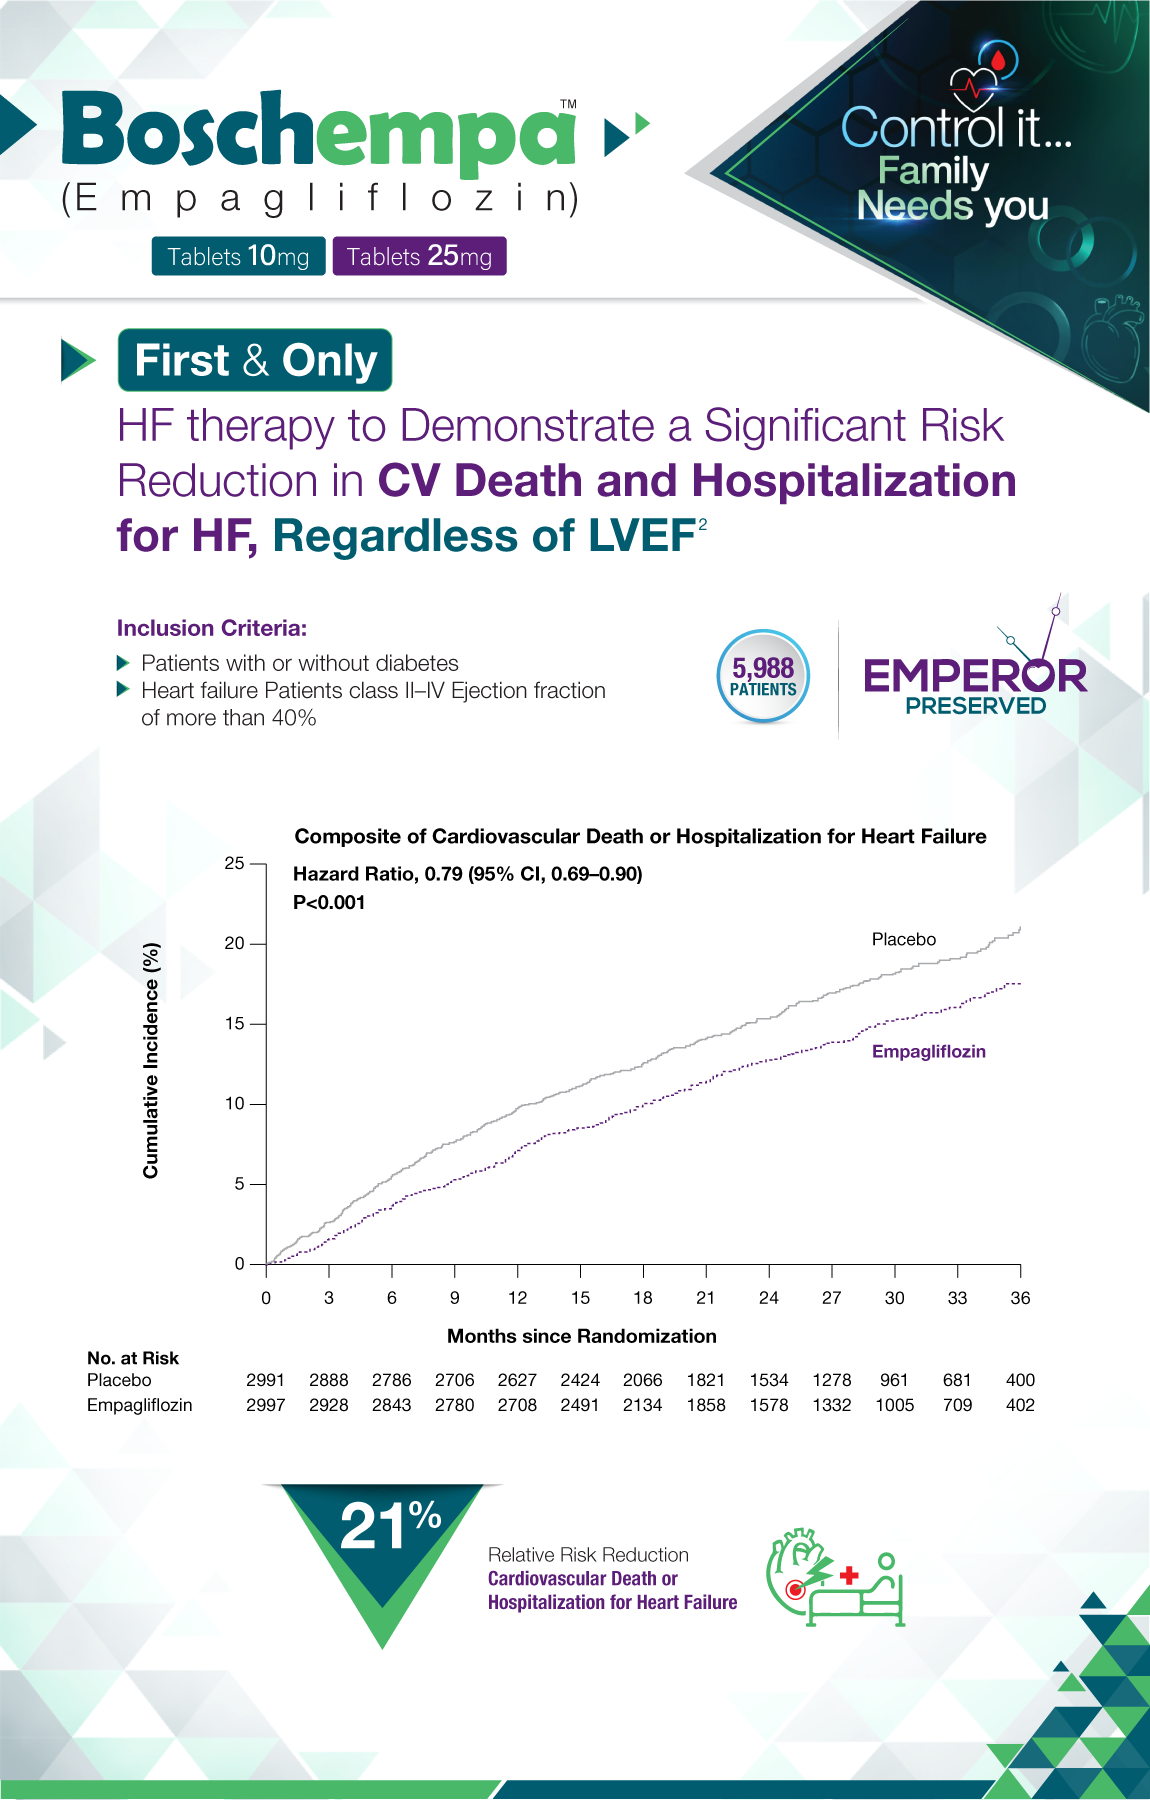 Boschempa™
(Empagliflozin)
Tablets 10mg Tablets 25mg
Control it...
Family
Needs you
First & Only
HF therapy to Demonstrate a Significant Risk
Reduction in CV Death and Hospitalization
for HF, Regardless of LVEF2
Inclusion Criteria:
Patients with or without diabetes
Heart failure Patients class II–IV Ejection fraction
of more than 40%
5,988
PATIENTS
EMPEROR
PRESERVED
Composite of Cardiovascular Death or Hospitalization for Heart Failure
Hazard Ratio, 0.79 (95% CI, 0.69–0.90)
P<0.001
Cumulative Incidence (%)
25
20
15
10
5
0
Placebo
Empagliflozin
0 3 6 9 12 15 18 21 24 27 30 33 36
Months since Randomization
No. at Risk
Placebo 2991 2888 2786 2706 2627 2424 2066 1821 1534 1278 961 681 400
Empagliflozin 2997 2928 2843 2780 2708 2491 2134 1858 1578 1332 1005 709 402
21%
Relative Risk Reduction
Cardiovascular Death or
Hospitalization for Heart Failure